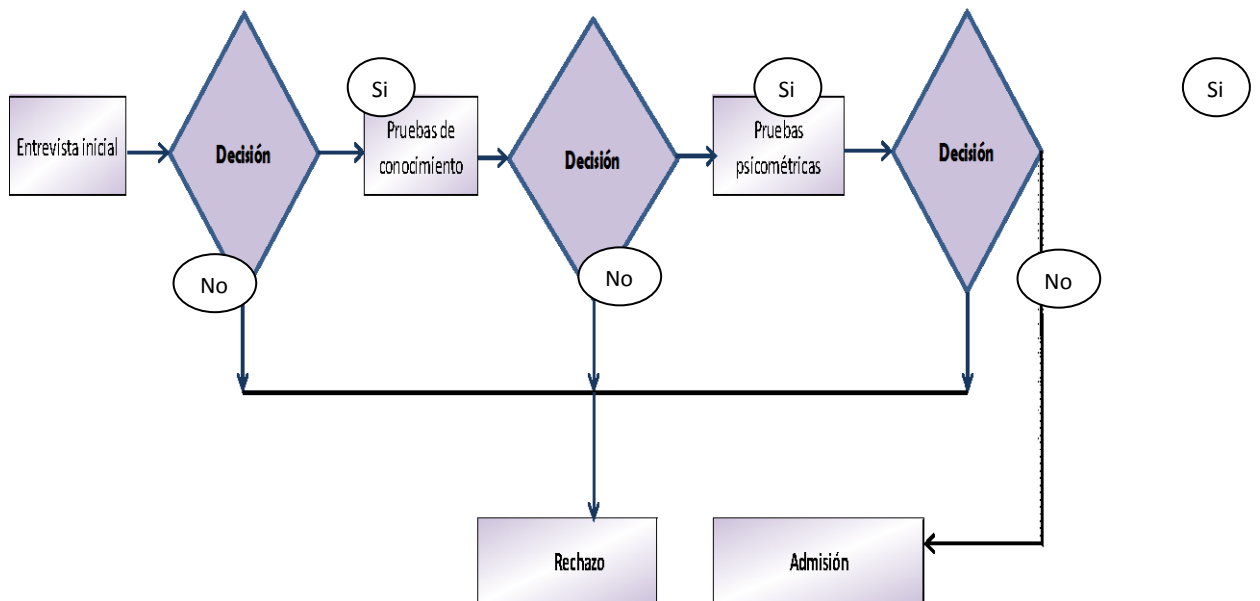 Si
Si
Si
Entrevista inicial
Decisión
Pruebas de
conocimiento
Decisión
Pruebas
psicométricas
Decisión
No
No
No
Rechazo
Admisión